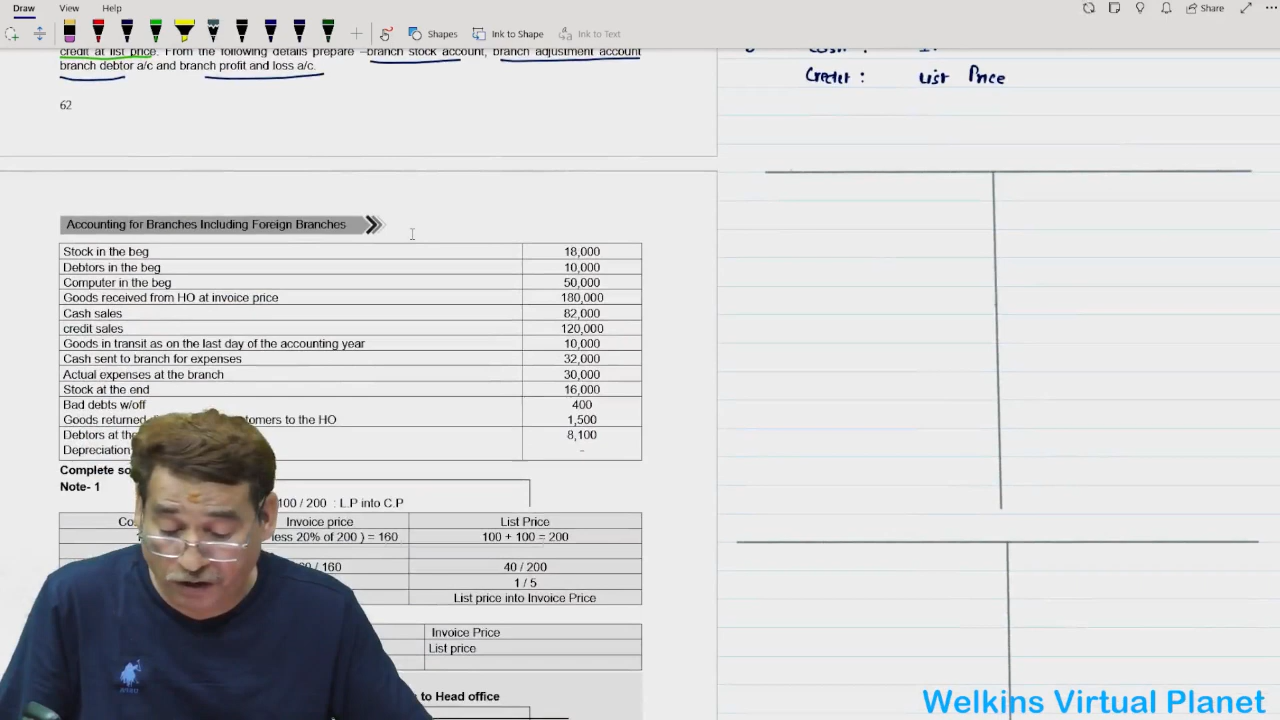 Draw View Help
Share
Shapes Ink to Shape Ink to Text
credit at list price. From the following details prepare –branch stock account, branch adjustment account
branch debtor a/c and branch profit and loss a/c.
Credit : List Price
62
Accounting for Branches Including Foreign Branches
Stock in the beg 18,000
Debtors in the beg 10,000
Computer in the beg 50,000
Goods received from HO at invoice price 180,000
Cash sales 82,000
credit sales 120,000
Goods in transit as on the last day of the accounting year 10,000
Cash sent to branch for expenses 32,000
Actual expenses at the branch 30,000
Stock at the end 16,000
Bad debts w/off 400
Goods returned tomers to the HO 1,500
Debtors at the 8,100
Depreciation -
Complete so
Note- 1
100 / 200 : L.P into C.P
Co Invoice price List Price
less 20% of 200 ) = 160 100 + 100 = 200
/ 160 40 / 200
1 / 5
List price into Invoice Price
Invoice Price
List price
to Head office
Welkins Virtual Planet